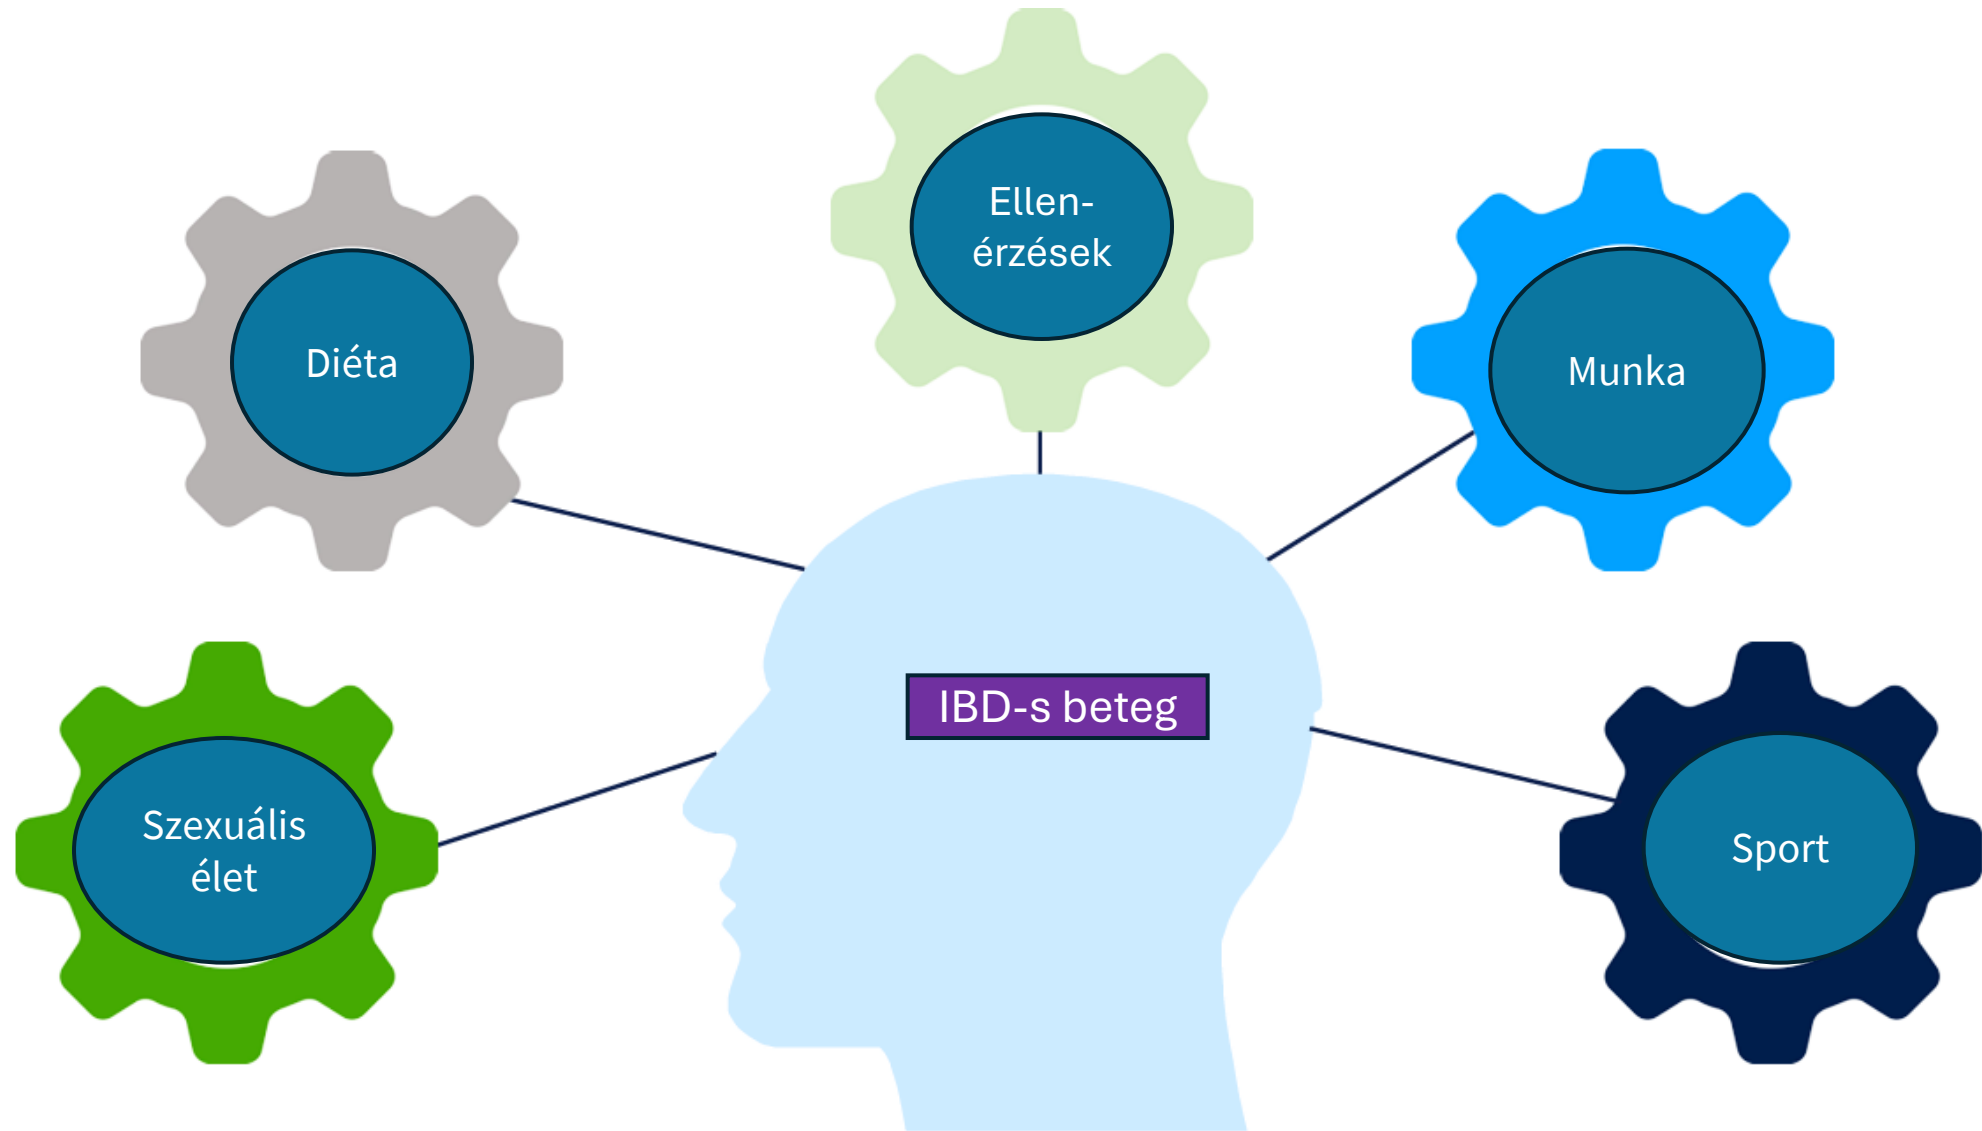 Ellen-
érzések
Diéta
Munka
IBD-s beteg
Szexuális
élet
Sport